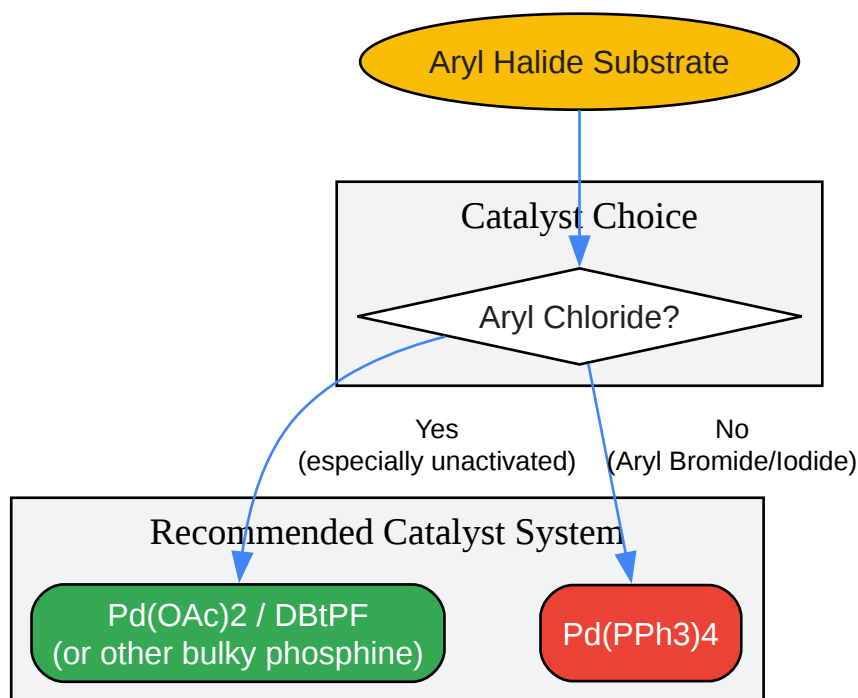 Aryl Halide Substrate
Catalyst Choice
Aryl Chloride?
Yes
(especially unactivated)
No
(Aryl Bromide/Iodide)
Recommended Catalyst System
Pd(OAc)2 / DBtPF
(or other bulky phosphine)
Pd(PPh3)4